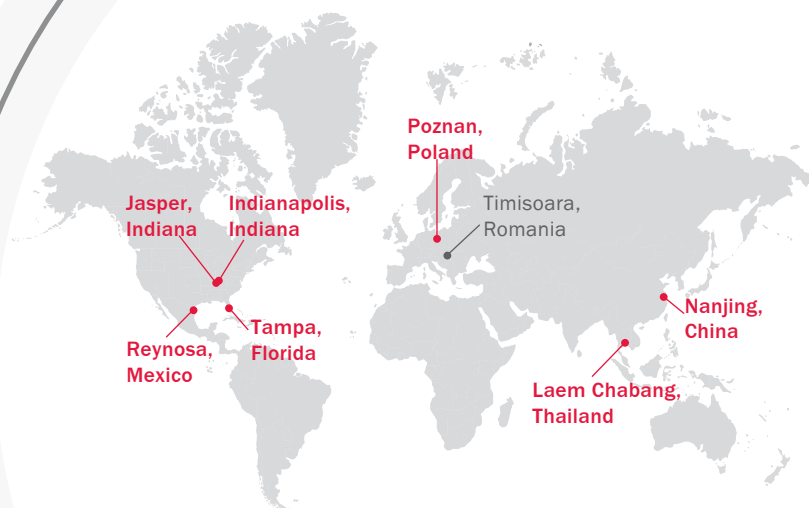 Poznan,
Poland
Jasper,
Indiana
Indianapolis,
Indiana
Timisoara,
Romania
Reynosa,
Mexico
Tampa,
Florida
Nanjing,
China
Laem Chabang,
Thailand